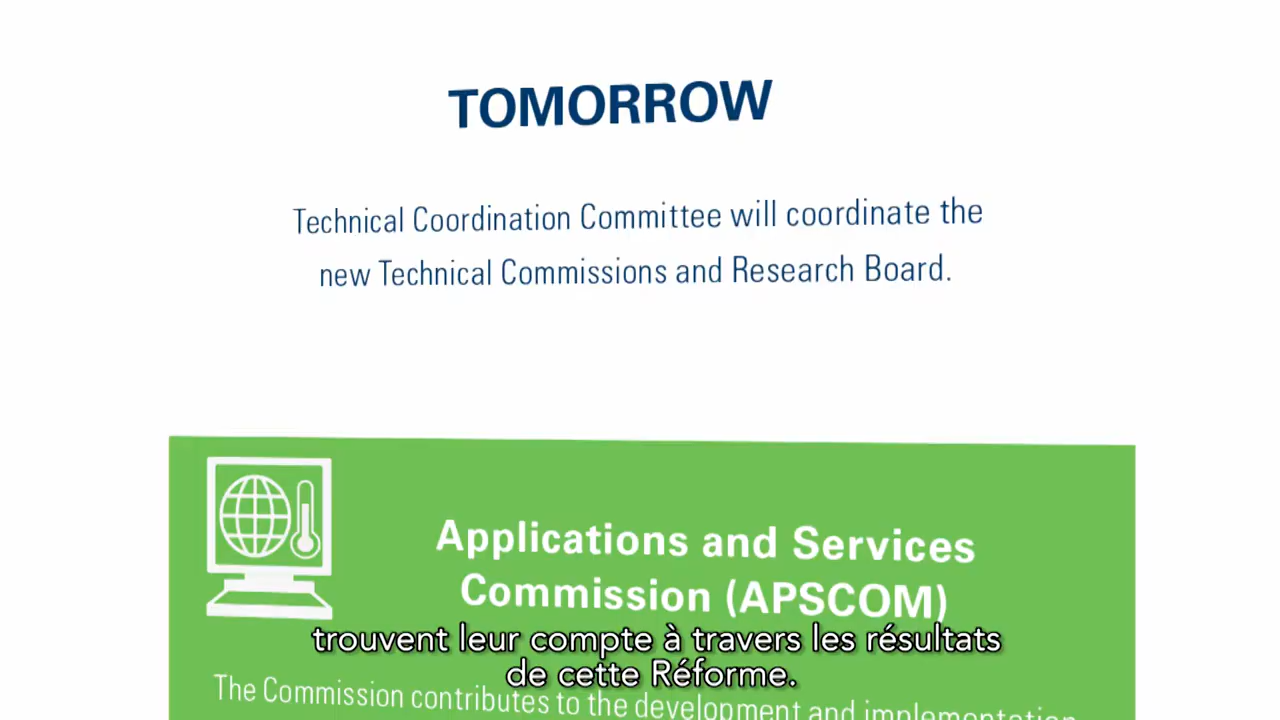 TOMORROW
Technical Coordination Committee will coordinate the
new Technical Commissions and Research Board.
Applications and Services
Commission (APSCOM)
trouvent leur compte à travers les résultats
de cette Réforme.
The Commission contributes to the development and implementation